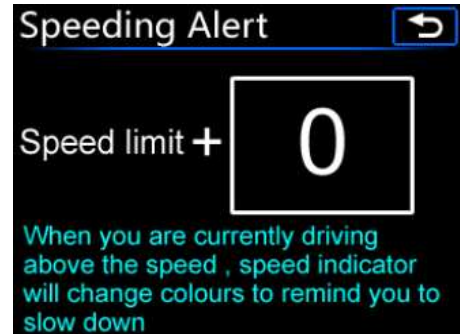 Speeding Alert
Speed limit + 0
When you are currently driving
above the speed , speed indicator
will change colours to remind you to
slow down